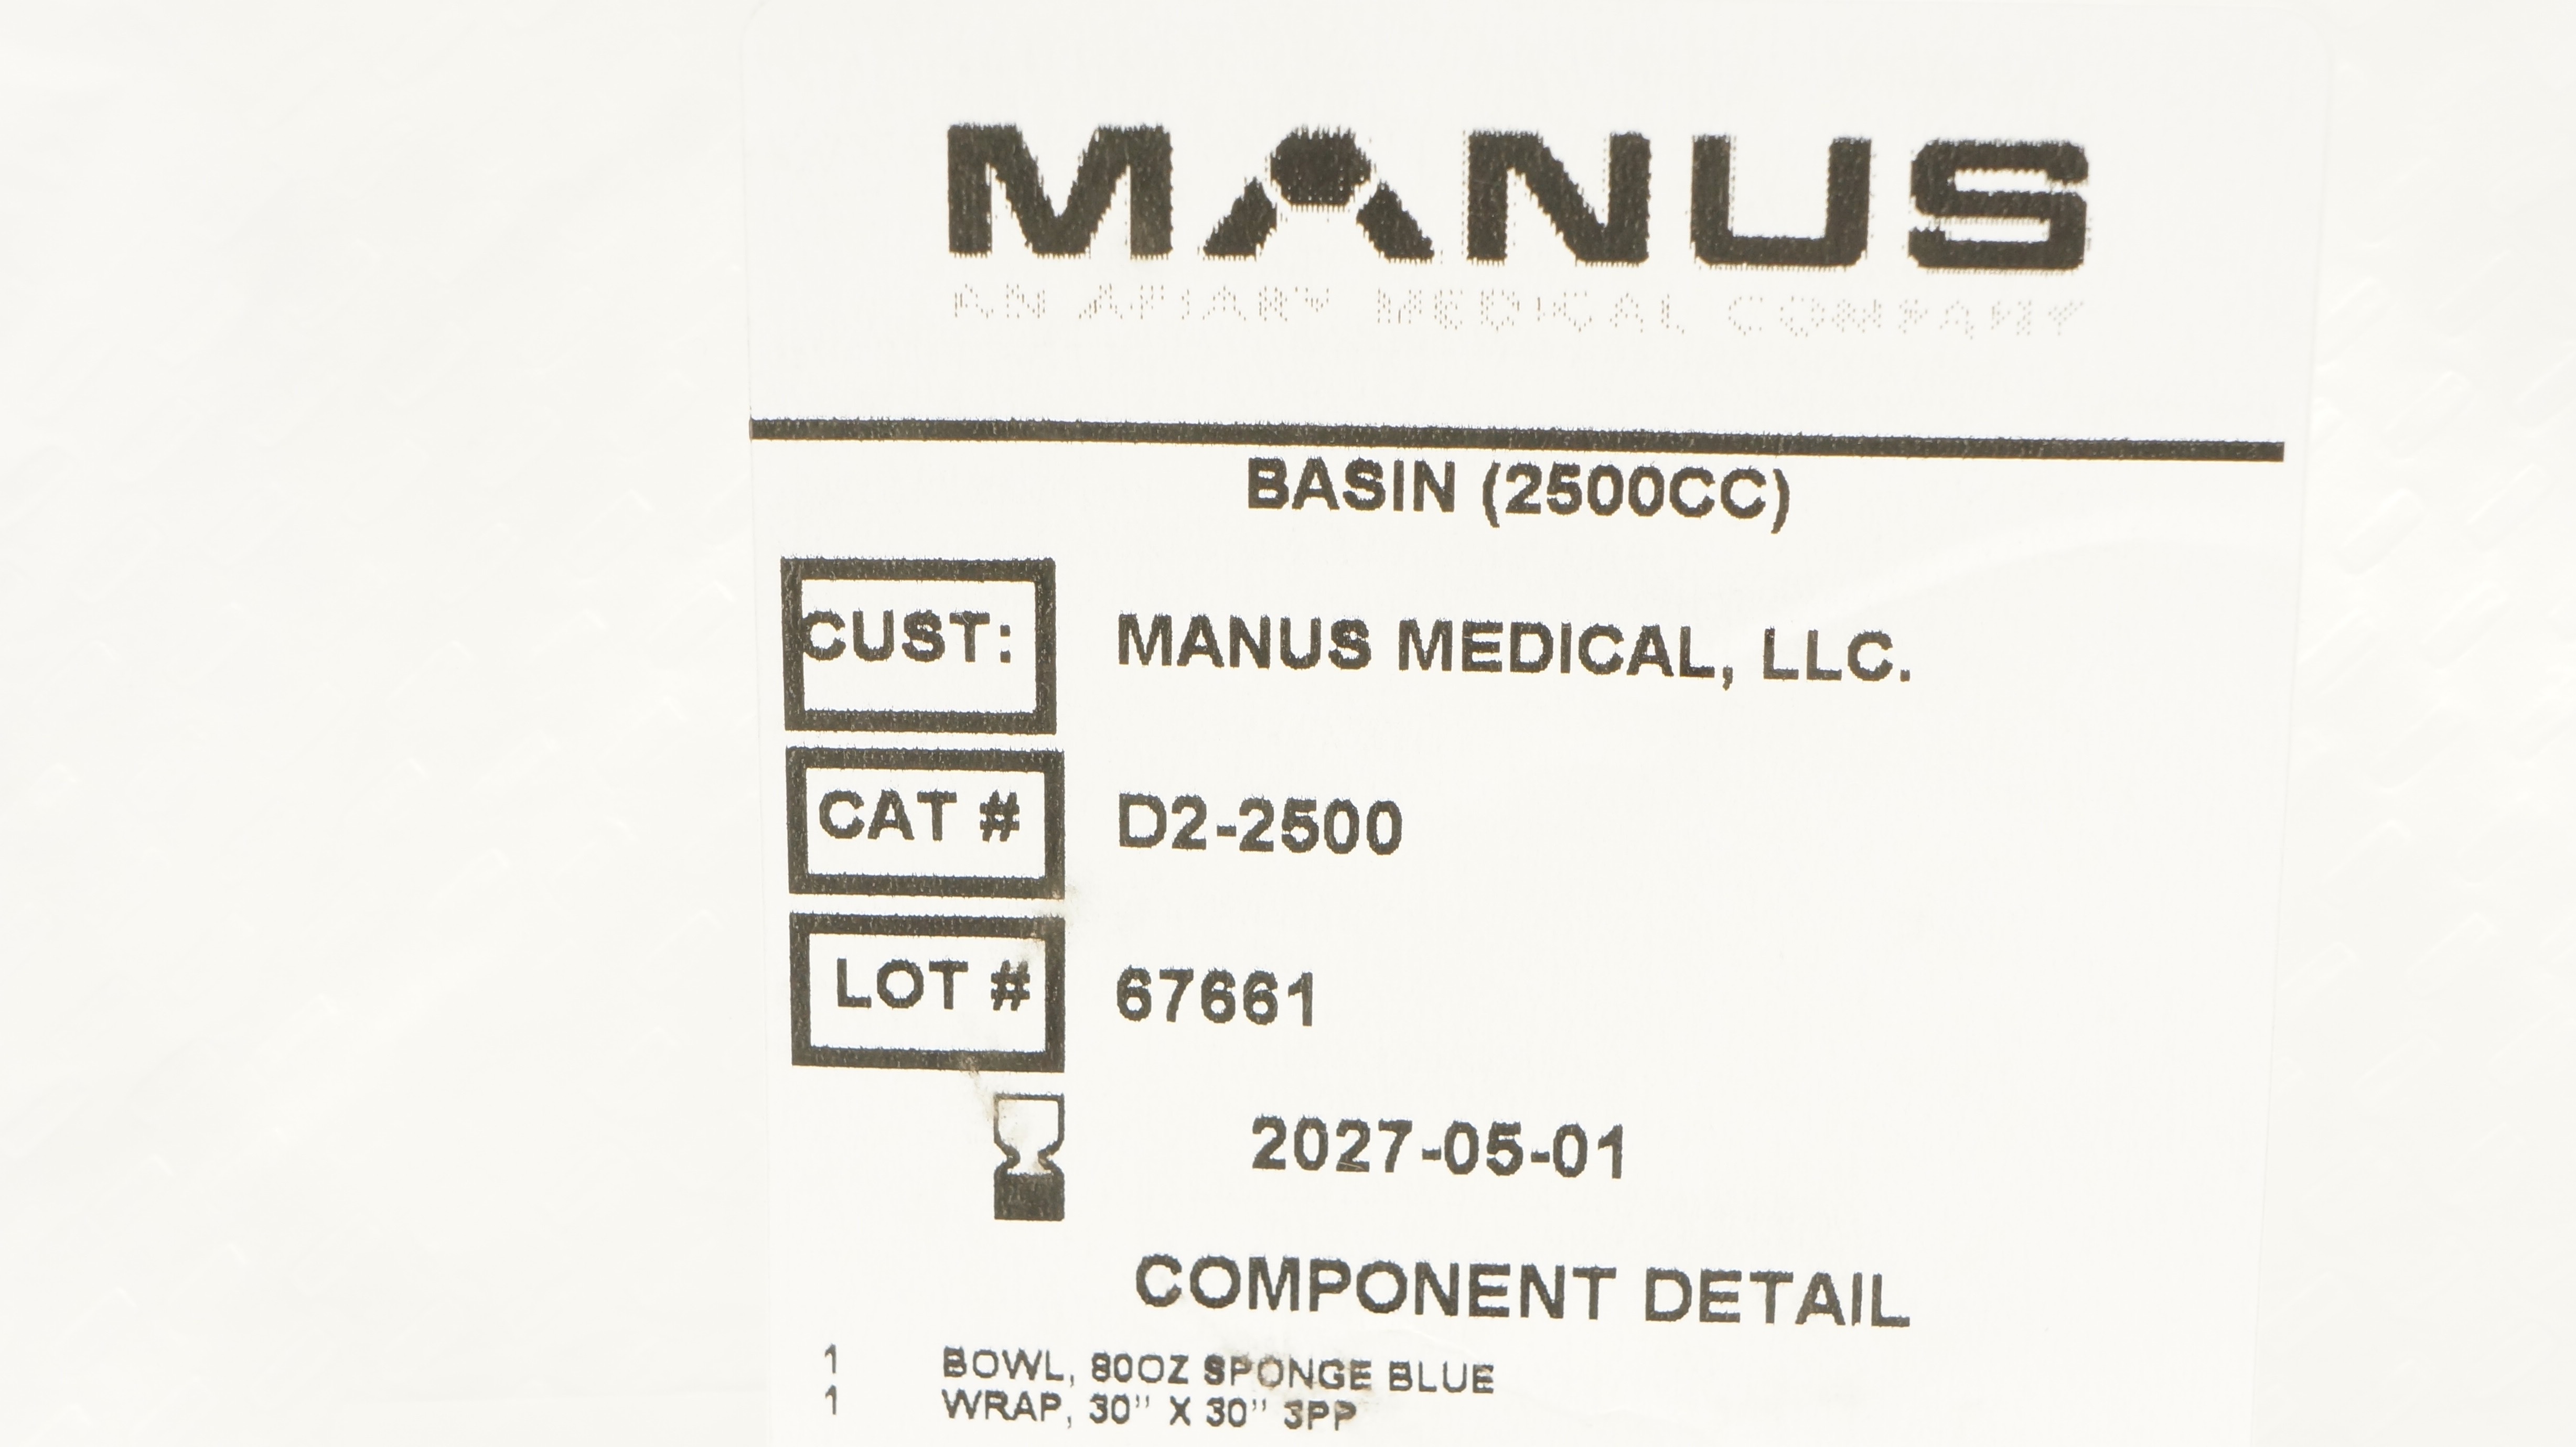 MANUS
AN APIARY MEDICAL COMPANY
BASIN (2500CC)
CUST: MANUS MEDICAL, LLC.
CAT # D2-2500
LOT # 67661
2027-05-01
COMPONENT DETAIL
1 BOWL, 80OZ SPONGE BLUE
1 WRAP, 30" X 30" 3PP